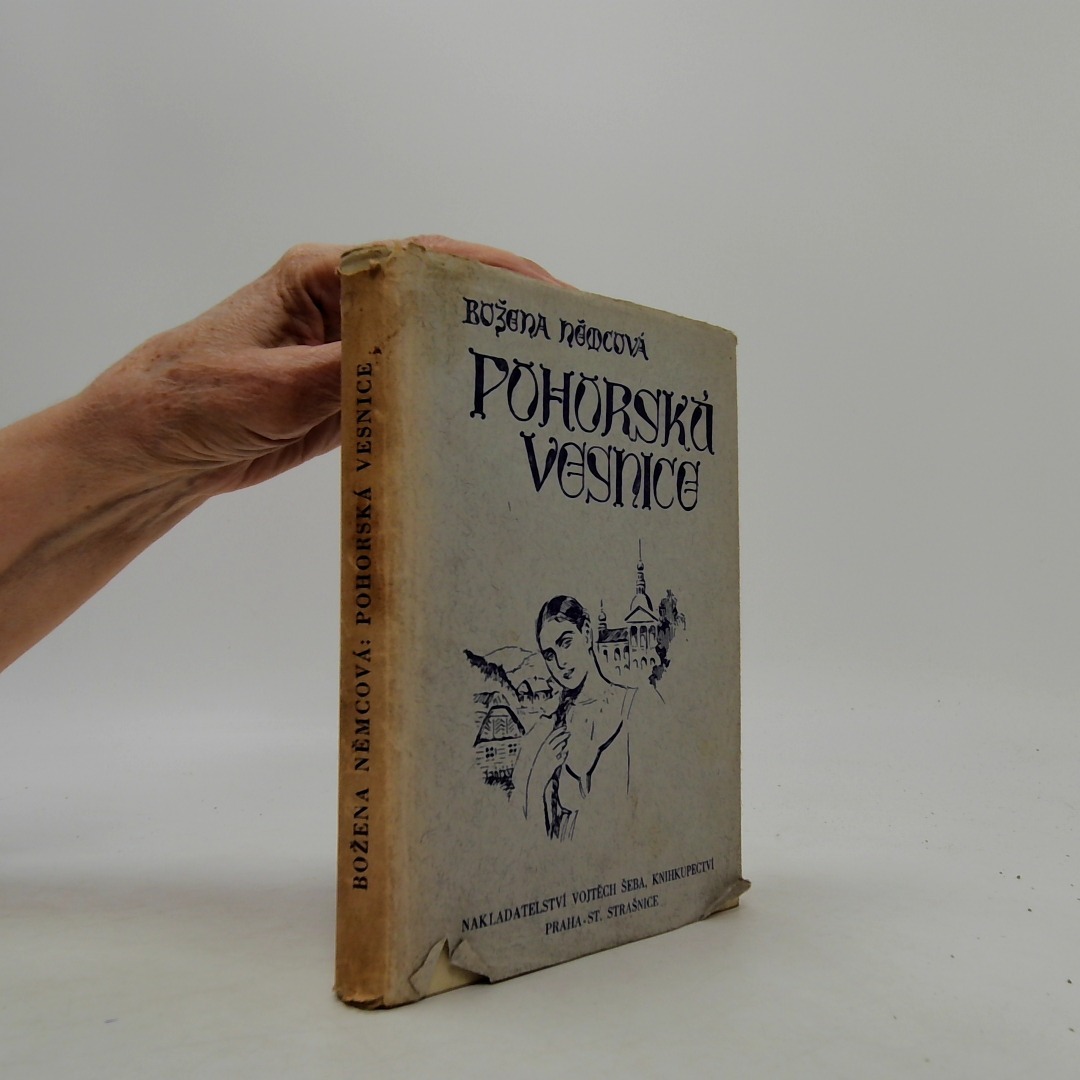 BOŽENA NĚMCOVÁ: POHORSKÁ VESNICE
BOŽENA NĚMCOVÁ
POHORSKÁ
VESNICE
NAKLADATELSTVÍ VOJTĚCH ŠEBA, KNIHKUPECTVÍ
PRAHA-ST. STRAŠNICE